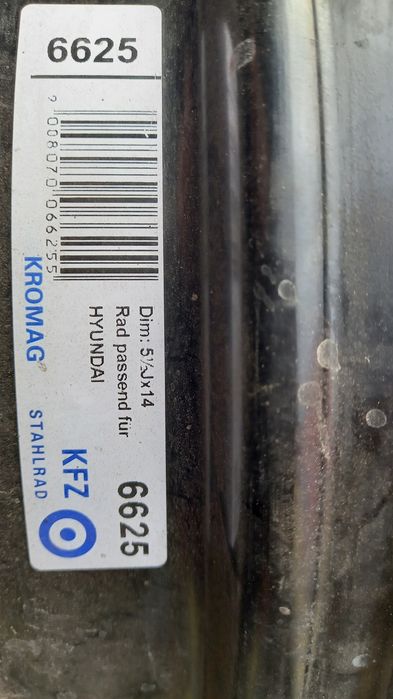 6625
9 008070 066255
Dim: 5½Jx14
Rad passend für
HYUNDAI
6625
KROMAG
KFZ
STAHLRAD